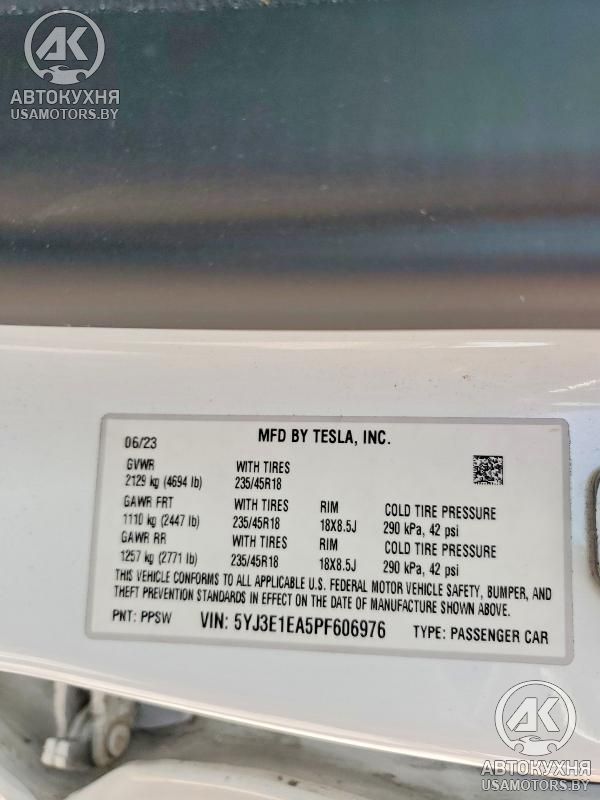 АК
АВТОКУХНЯ
USAMOTORS.BY
06/23 MFD BY TESLA, INC.
GVWR WITH TIRES
2129 kg (4694 lb) 235/45R18
GAWR FRT WITH TIRES RIM COLD TIRE PRESSURE
1110 kg (2447 lb) 235/45R18 18X8.5J 290 kPa, 42 psi
GAWR RR WITH TIRES RIM COLD TIRE PRESSURE
1257 kg (2771 lb) 235/45R18 18X8.5J 290 kPa, 42 psi
THIS VEHICLE CONFORMS TO ALL APPLICABLE U.S. FEDERAL MOTOR VEHICLE SAFETY, BUMPER, AND
THEFT PREVENTION STANDARDS IN EFFECT ON THE DATE OF MANUFACTURE SHOWN ABOVE.
PNT: PPSW VIN: 5YJ3E1EA5PF606976 TYPE: PASSENGER CAR
АК
АВТОКУХНЯ
USAMOTORS.BY